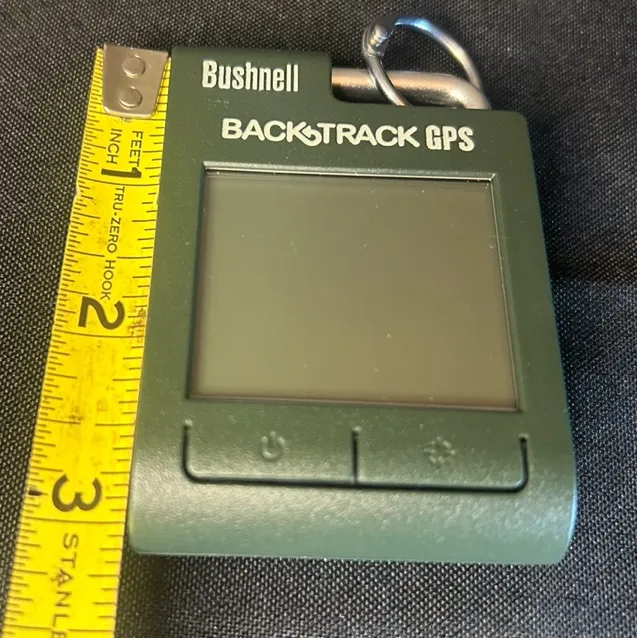 Bushnell
BACKTRACK GPS
FEET
INCH
1
TRU-ZERO HOOK
2
3
STANLE